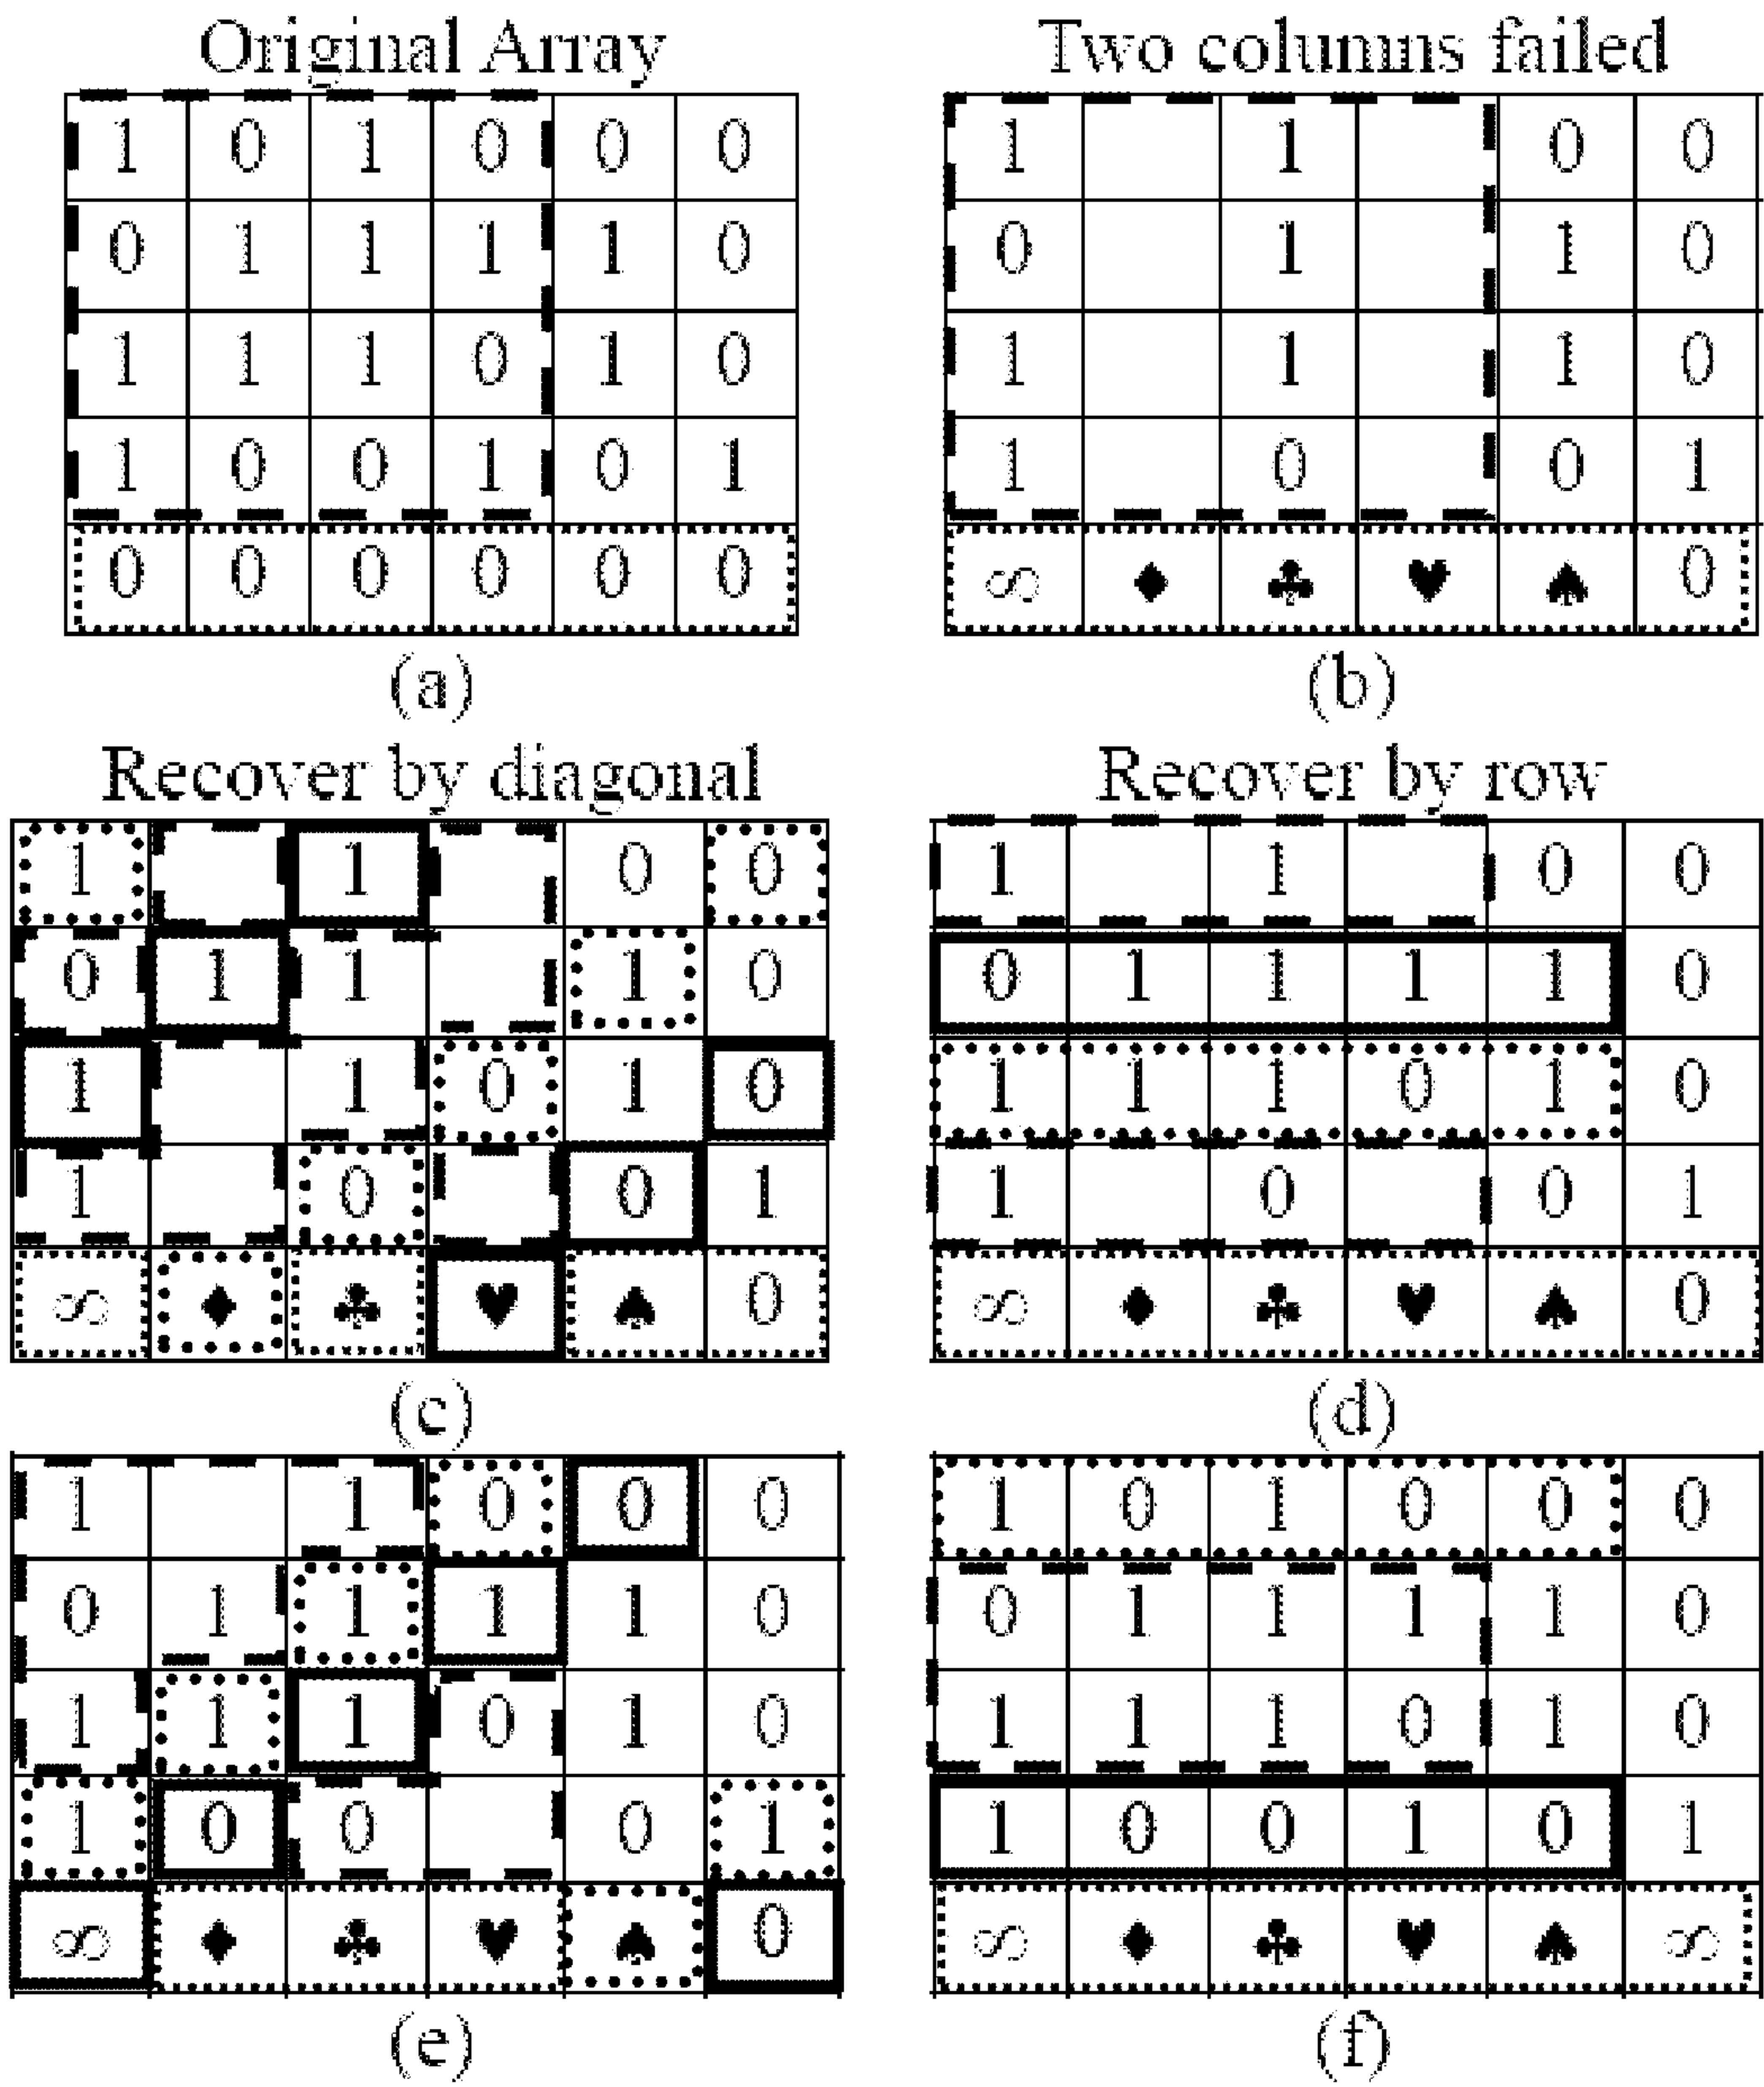 Original Array
Two columns failed
1 0 1 0 0 0
0 1 1 1 1 0
1 1 1 0 1 0
1 0 0 1 0 1
0 0 0 0 0 0
(a)
1 1 0 0
0 1 1 0
1 1 1 0
1 0 0 1
∞ ♦ ♣ ♥ ♠ 0
(b)
Recover by diagonal
Recover by row
1 1 0 0
0 1 1 1 0
1 1 0 1 0
1 0 0 1
∞ ♦ ♣ ♥ ♠ 0
(c)
1 1 0 0
0 1 1 1 1 0
1 1 1 0 1 0
1 0 0 1
∞ ♦ ♣ ♥ ♠ 0
(d)
1 1 0 0 0
0 1 1 1 1 0
1 1 1 0 1 0
1 0 0 0 1
∞ ♦ ♣ ♥ ♠ 0
(e)
1 0 1 0 0 0
0 1 1 1 1 0
1 1 1 0 1 0
1 0 0 1 0 1
∞ ♦ ♣ ♥ ♠ ∞
(f)